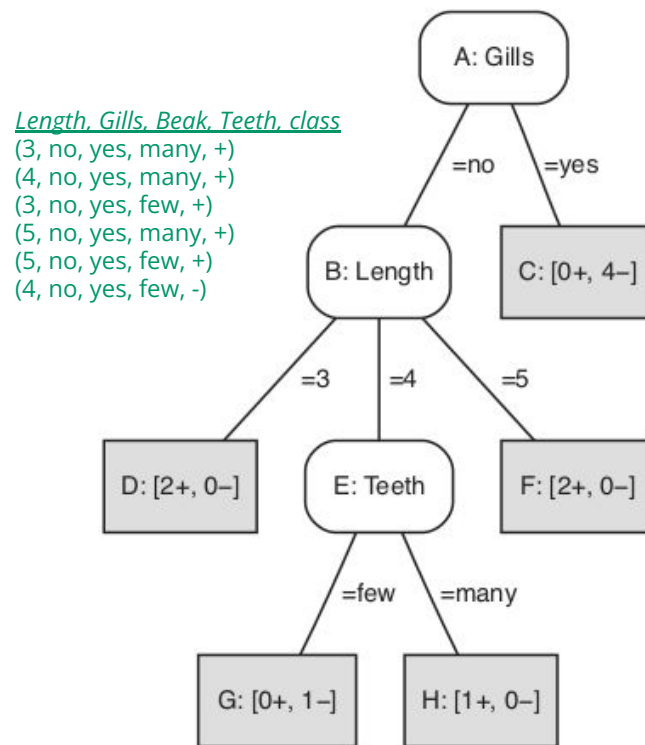 A: Gills
Length, Gills, Beak, Teeth, class
(3, no, yes, many, +)
(4, no, yes, many, +)
(3, no, yes, few, +)
(5, no, yes, many, +)
(5, no, yes, few, +)
(4, no, yes, few, -)
=no
=yes
B: Length
C: [0+, 4−]
=3
=4
=5
D: [2+, 0−]
E: Teeth
F: [2+, 0−]
=few
=many
G: [0+, 1−]
H: [1+, 0−]